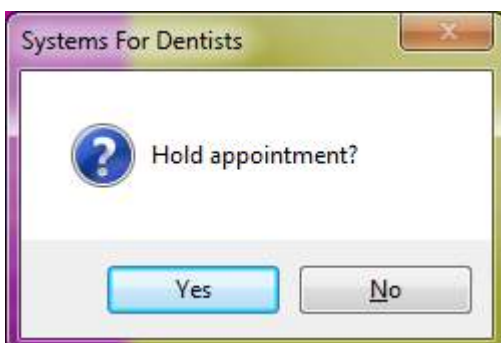 Systems For Dentists
Hold appointment?
Yes
No